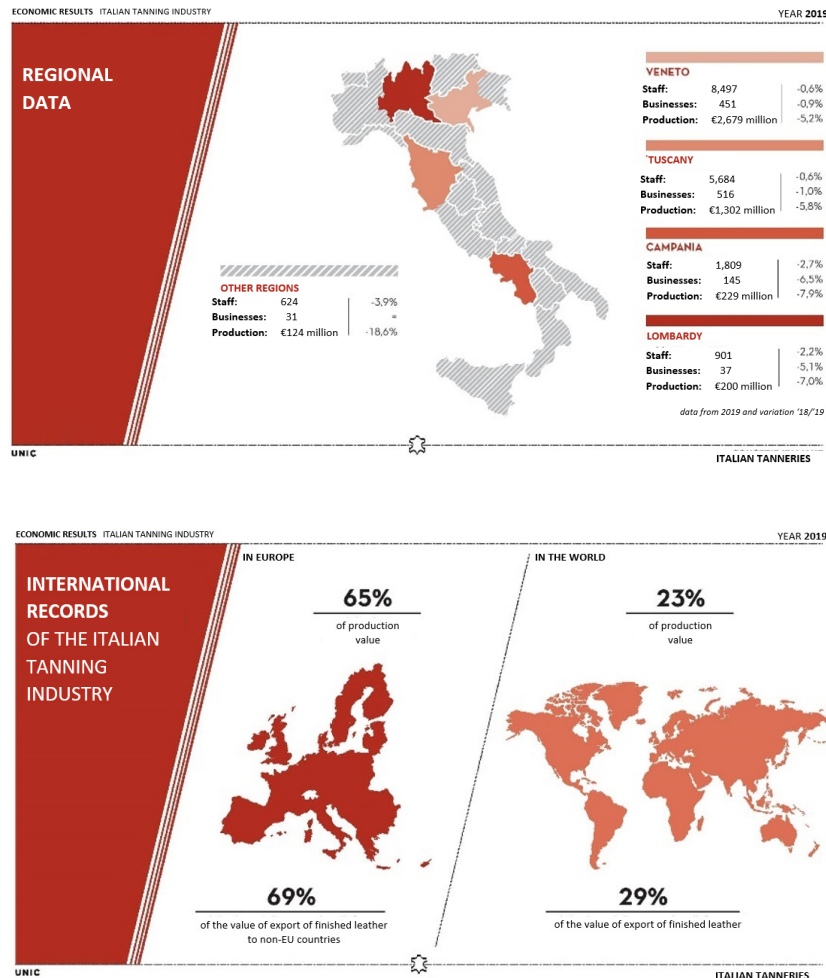 ECONOMIC RESULTS ITALIAN TANNING INDUSTRY
YEAR 2019
REGIONAL
DATA
VENETO
Staff: 8,497 -0,6%
Businesses: 451 -0,9%
Production: €2,679 million -5,2%
TUSCANY
Staff: 5,684 -0,6%
Businesses: 516 -1,0%
Production: €1,302 million -5,8%
CAMPANIA
Staff: 1,809 -2,7%
Businesses: 145 -6,5%
Production: €229 million -7,9%
OTHER REGIONS
Staff: 624 -3,9%
Businesses: 31 =
Production: €124 million -18,6%
LOMBARDY
Staff: 901 -2,2%
Businesses: 37 -5,1%
Production: €200 million -7,0%
data from 2019 and variation '18/'19
UNIC
ITALIAN TANNERIES
ECONOMIC RESULTS ITALIAN TANNING INDUSTRY
YEAR 2019
INTERNATIONAL
RECORDS
OF THE ITALIAN
TANNING
INDUSTRY
IN EUROPE
65%
of production
value
69%
of the value of export of finished leather
to non-EU countries
IN THE WORLD
23%
of production
value
29%
of the value of export of finished leather
UNIC
ITALIAN TANNERIES